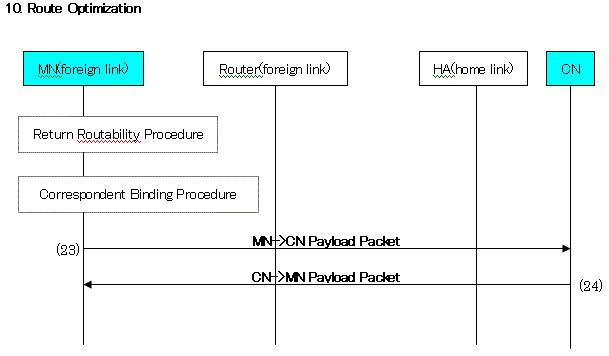 10. Route Optimization
MN(foreign link)
Router(foreign link)
HA(home link)
CN
Return Routability Procedure
Correspondent Binding Procedure
(23)
MN->CN Payload Packet
CN->MN Payload Packet
(24)